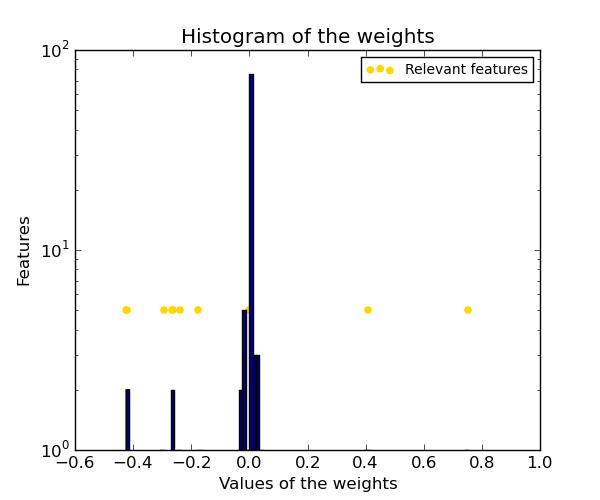 Histogram of the weights
10²
Relevant features
10¹
Features
10⁰
−0.6 −0.4 −0.2 0.0 0.2 0.4 0.6 0.8 1.0
Values of the weights